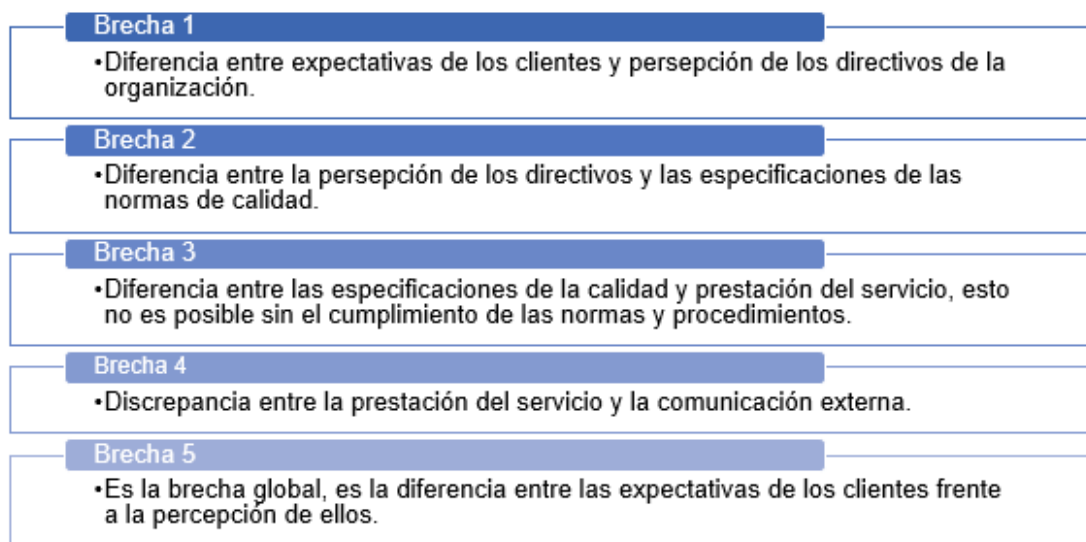 Brecha 1
•Diferencia entre expectativas de los clientes y persepción de los directivos de la
organización.
Brecha 2
•Diferencia entre la persepción de los directivos y las especificaciones de las
normas de calidad.
Brecha 3
•Diferencia entre las especificaciones de la calidad y prestación del servicio, esto
no es posible sin el cumplimiento de las normas y procedimientos.
Brecha 4
•Discrepancia entre la prestación del servicio y la comunicación externa.
Brecha 5
•Es la brecha global, es la diferencia entre las expectativas de los clientes frente
a la percepción de ellos.